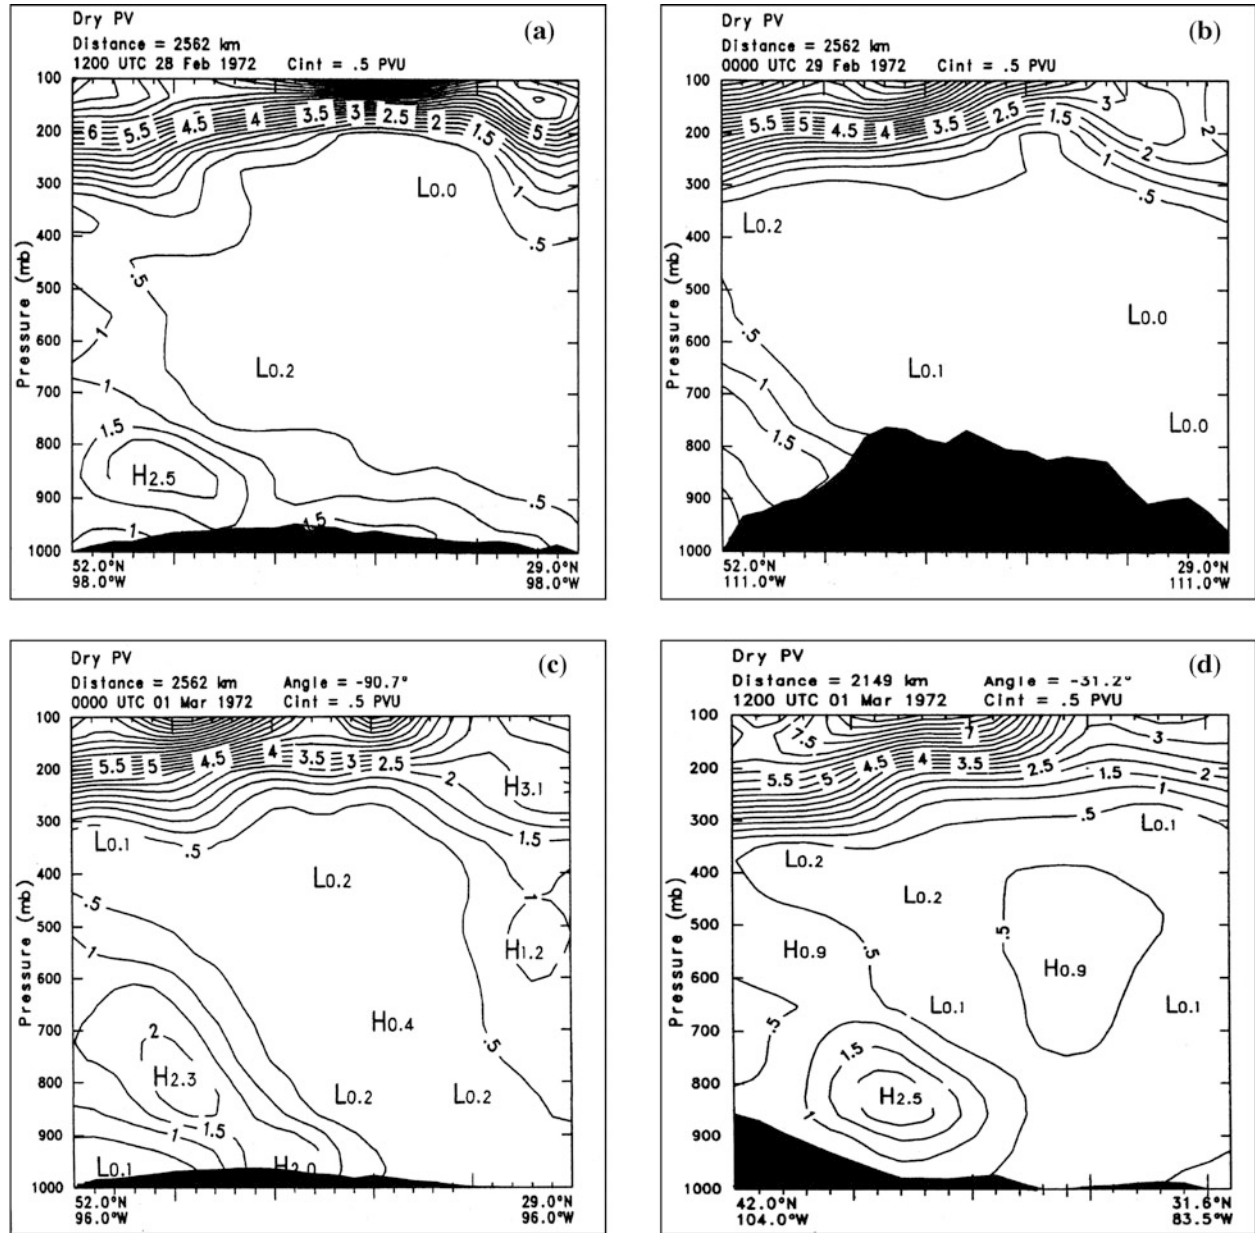 Dry PV
(a)
Distance = 2562 km
1200 UTC 28 Feb 1972 Cint = .5 PVU
100
200
300
400
500
600
700
800
900
1000
Pressure (mb)
6 5.5 4.5 4 3.5 3 2.5 2 1.5 5
L0.0
1
.5
.5
1
L0.2
1
1.5
H2.5
.5
1
1.5
52.0°N 29.0°N
98.0°W 98.0°W
Dry PV
(b)
Distance = 2562 km
0000 UTC 29 Feb 1972 Cint = .5 PVU
100
200
300
400
500
600
700
800
900
1000
Pressure (mb)
5.5 5 4.5 4 3.5 2.5 1.5 3
2
2
1
.5
L0.2
.5
L0.0
1
L0.1
1.5
L0.0
52.0°N 29.0°N
111.0°W 111.0°W
Dry PV
(c)
Distance = 2562 km Angle = -90.7°
0000 UTC 01 Mar 1972 Cint = .5 PVU
100
200
300
400
500
600
700
800
900
1000
Pressure (mb)
5.5 5 4.5 4 3.5 3 2.5 2
H3.1
1.5
L0.1
.5
L0.2
1
.5
1
H1.2
H0.4
2
.5
H2.3
L0.2 L0.2
1 1.5
L0.1 H2.0
52.0°N 29.0°N
96.0°W 96.0°W
Dry PV
(d)
Distance = 2149 km Angle = -31.2°
1200 UTC 01 Mar 1972 Cint = .5 PVU
100
200
300
400
500
600
700
800
900
1000
Pressure (mb)
7.5 7 3
5.5 5 4.5 4 3.5 2.5 1.5 2
1
.5
L0.1
L0.2
L0.2
.5
.5
H0.9
H0.9
L0.1 L0.1
.5
1.5
H2.5
1
42.0°N 31.6°N
104.0°W 83.5°W